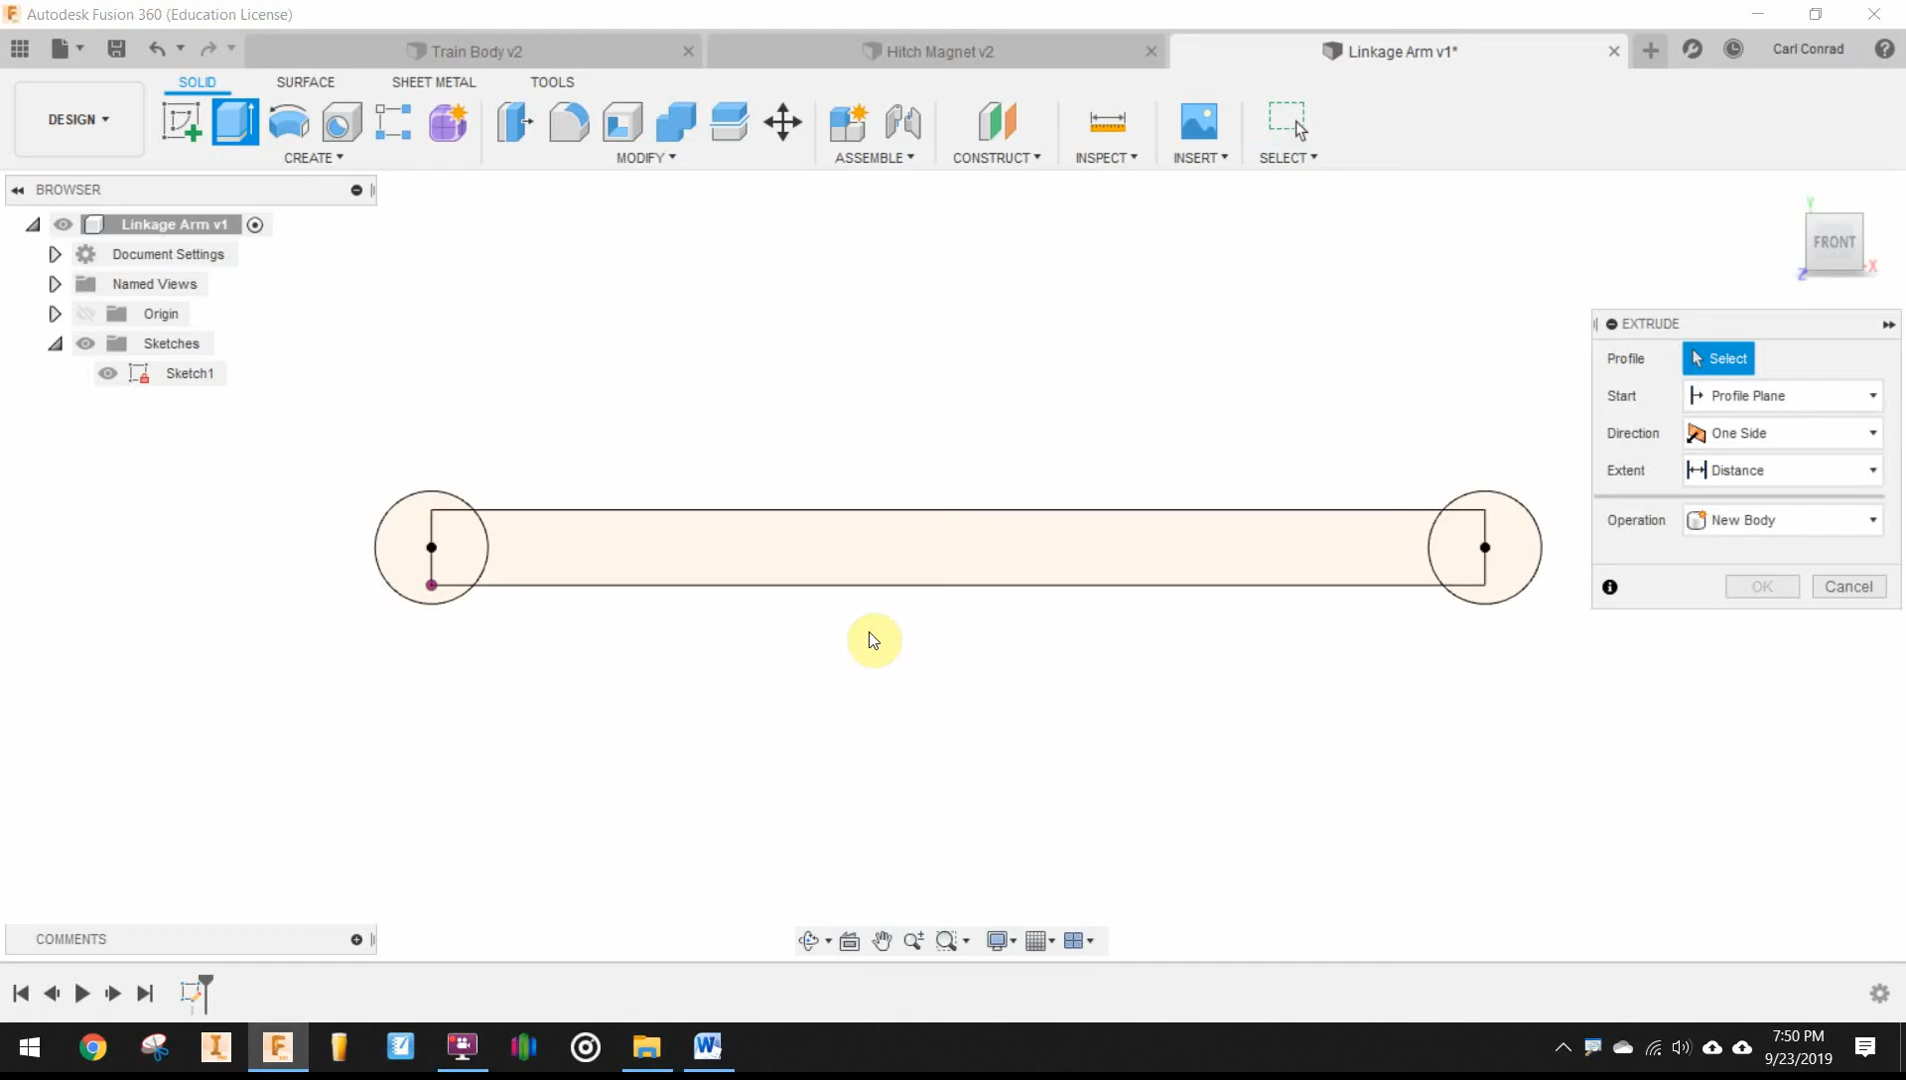 Autodesk Fusion 360 (Education License)
Train Body v2
Hitch Magnet v2
Linkage Arm v1*
Carl Conrad
DESIGN
SOLID
SURFACE
SHEET METAL
TOOLS
CREATE
MODIFY
ASSEMBLE
CONSTRUCT
INSPECT
INSERT
SELECT
BROWSER
Linkage Arm v1
Document Settings
Named Views
Origin
Sketches
Sketch1
Y
FRONT
Z
X
EXTRUDE
Profile Select
Start Profile Plane
Direction One Side
Extent Distance
Operation New Body
OK Cancel
COMMENTS
7:50 PM
9/23/2019